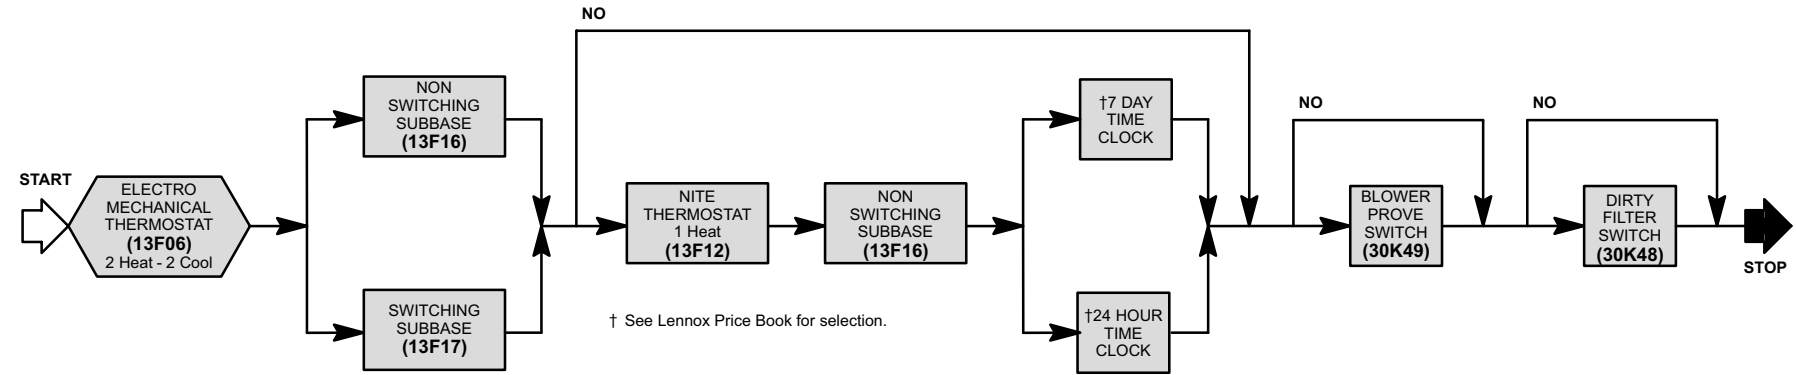 START
ELECTRO
MECHANICAL
THERMOSTAT
(13F06)
2 Heat - 2 Cool
NON
SWITCHING
SUBBASE
(13F16)
SWITCHING
SUBBASE
(13F17)
NO
NITE
THERMOSTAT
1 Heat
(13F12)
NON
SWITCHING
SUBBASE
(13F16)
†7 DAY
TIME
CLOCK
†24 HOUR
TIME
CLOCK
† See Lennox Price Book for selection.
NO
BLOWER
PROVE
SWITCH
(30K49)
NO
DIRTY
FILTER
SWITCH
(30K48)
STOP